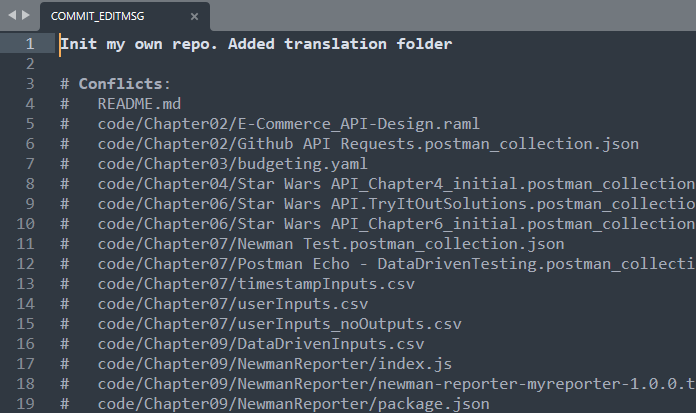 COMMIT_EDITMSG
1 Init my own repo. Added translation folder
2
3 # Conflicts:
4 #   README.md
5 #   code/Chapter02/E-Commerce_API-Design.raml
6 #   code/Chapter02/Github API Requests.postman_collection.json
7 #   code/Chapter03/budgeting.yaml
8 #   code/Chapter04/Star Wars API_Chapter4_initial.postman_collection
9 #   code/Chapter06/Star Wars API.TryItOutSolutions.postman_collectio
10 #   code/Chapter06/Star Wars API_Chapter6_initial.postman_collection
11 #   code/Chapter07/Newman Test.postman_collection.json
12 #   code/Chapter07/Postman Echo - DataDrivenTesting.postman_collecti
13 #   code/Chapter07/timestampInputs.csv
14 #   code/Chapter07/userInputs.csv
15 #   code/Chapter07/userInputs_noOutputs.csv
16 #   code/Chapter09/DataDrivenInputs.csv
17 #   code/Chapter09/NewmanReporter/index.js
18 #   code/Chapter09/NewmanReporter/newman-reporter-myreporter-1.0.0.t
19 #   code/Chapter09/NewmanReporter/package.json